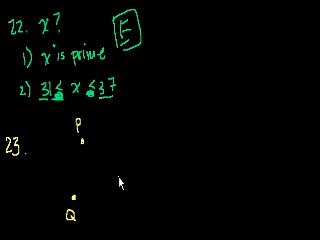 22. x?
E
1) x is prime
2) 31 ≤ x ≤ 37
P
23.
Q